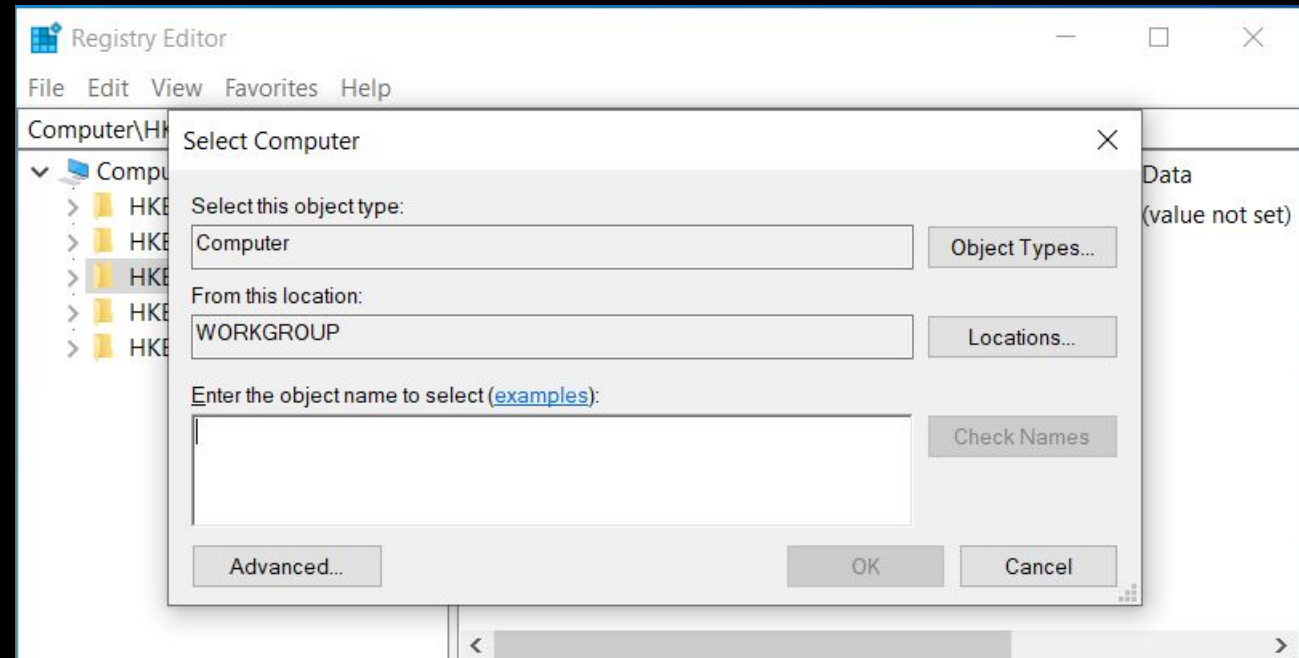 Registry Editor
File Edit View Favorites Help
Computer\HK
Select Computer
Compu
Data
HKE
Select this object type:
(value not set)
Computer
Object Types...
HKE
HKE
From this location:
HKE
WORKGROUP
Locations...
HKE
Enter the object name to select (examples):
Check Names
Advanced...
OK
Cancel